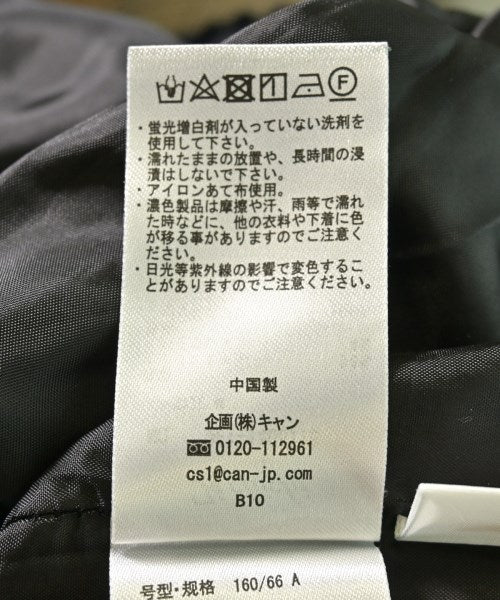 F
・蛍光増白剤が入っていない洗剤を
使用して下さい。
・濡れたままの放置や、長時間の浸
漬はしないで下さい。
・アイロンあて布使用。
・濃色製品は摩擦や汗、雨等で濡れ
た時などに、他の衣料や下着に色
が移る事がありますのでご注意く
ださい。
・日光等紫外線の影響で変色するこ
とがありますのでご注意ください。
中国製
企画(株)キャン
0120-112961
cs1@can-jp.com
B10
号型・规格 160/66 A